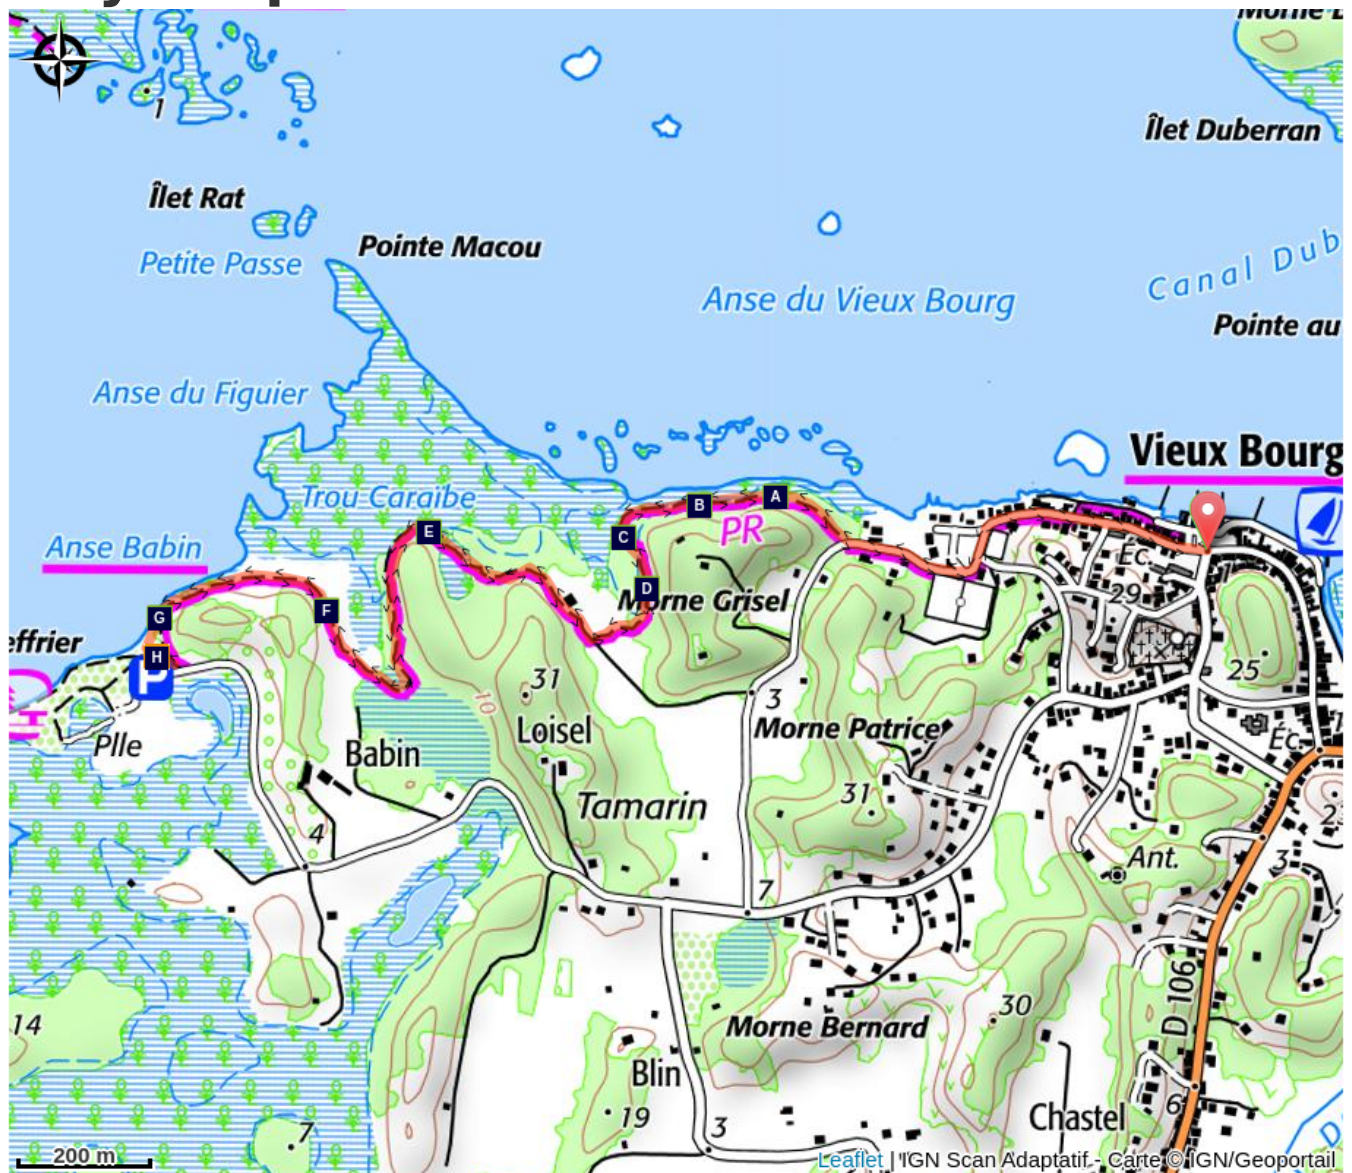 1
Îlet Duberran
Îlet Rat
Pointe Macou
Petite Passe
Canal Dub
Anse du Vieux Bourg
Pointe au
Anse du Figuier
Vieux Bourg
Trou Caraïbe
A
B
PR
C
E
Anse Babin
Éc.
D
Morne Grisel
29
F
G
effrier
H
P
25
31
10
3
Loisel
Morne Patrice
Plle
Babin
Éc.
Tamarin
31
4
3
Ant.
7
D 106
14
30
Morne Bernard
Blin
19
Chastel
6
7
3
200 m
Leaflet | IGN Scan Adaptatif - Carte © IGN/Geoportail